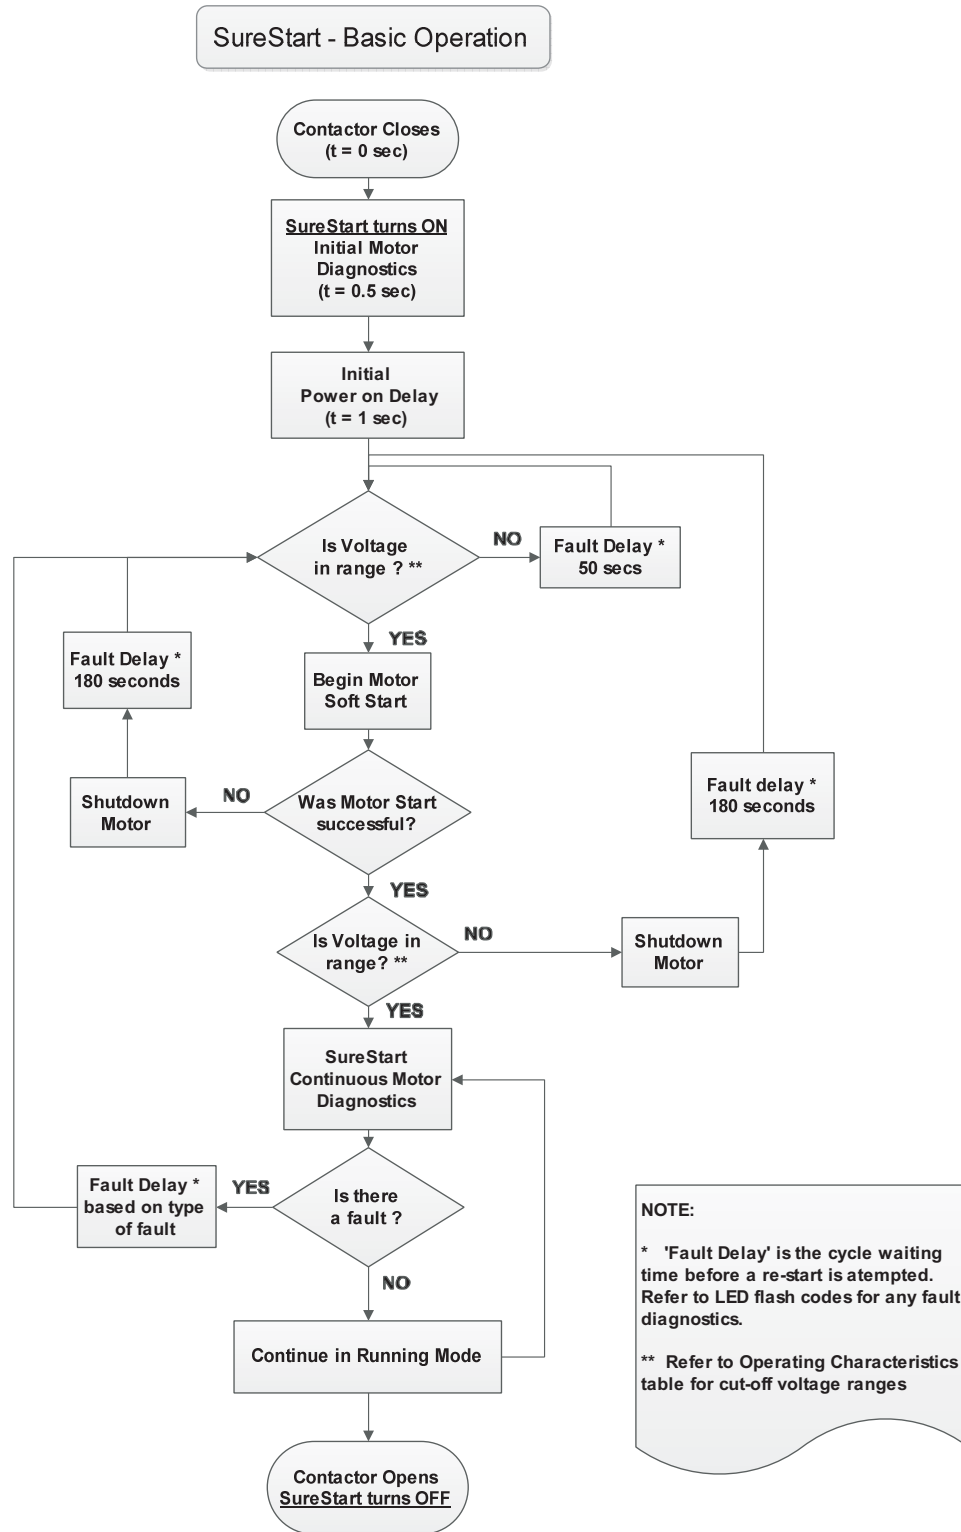 SureStart - Basic Operation
Contactor Closes
(t = 0 sec)
SureStart turns ON
Initial Motor
Diagnostics
(t = 0.5 sec)
Initial
Power on Delay
(t = 1 sec)
Is Voltage
in range ? **
NO
Fault Delay *
50 secs
YES
Fault Delay *
180 seconds
Begin Motor
Soft Start
Shutdown
Motor
NO
Was Motor Start
successful?
Fault delay *
180 seconds
YES
Is Voltage in
range? **
NO
Shutdown
Motor
YES
SureStart
Continuous Motor
Diagnostics
Fault Delay *
based on type
of fault
YES
Is there
a fault ?
NO
Continue in Running Mode
Contactor Opens
SureStart turns OFF
NOTE:
* 'Fault Delay' is the cycle waiting
time before a re-start is atempted.
Refer to LED flash codes for any fault
diagnostics.
** Refer to Operating Characteristics
table for cut-off voltage ranges